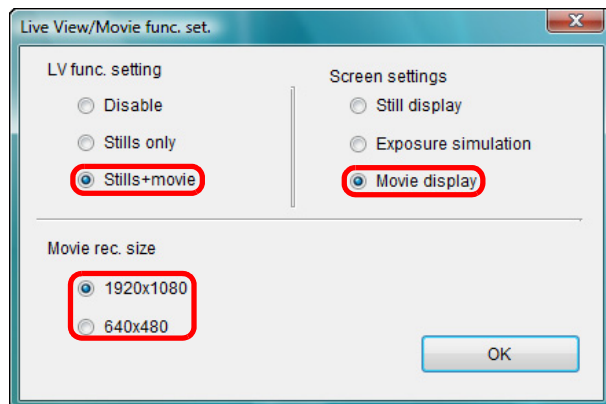 Live View/Movie func. set.
LV func. setting
Disable
Stills only
Stills+movie
Screen settings
Still display
Exposure simulation
Movie display
Movie rec. size
1920x1080
640x480
OK